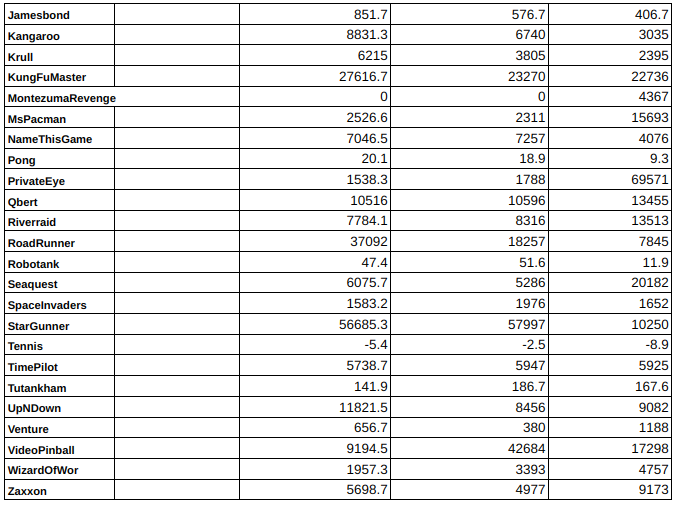 Jamesbond 851.7 576.7 406.7
Kangaroo 8831.3 6740 3035
Krull 6215 3805 2395
KungFuMaster 27616.7 23270 22736
MontezumaRevenge 0 0 4367
MsPacman 2526.6 2311 15693
NameThisGame 7046.5 7257 4076
Pong 20.1 18.9 9.3
PrivateEye 1538.3 1788 69571
Qbert 10516 10596 13455
Riverraid 7784.1 8316 13513
RoadRunner 37092 18257 7845
Robotank 47.4 51.6 11.9
Seaquest 6075.7 5286 20182
SpaceInvaders 1583.2 1976 1652
StarGunner 56685.3 57997 10250
Tennis -5.4 -2.5 -8.9
TimePilot 5738.7 5947 5925
Tutankham 141.9 186.7 167.6
UpNDown 11821.5 8456 9082
Venture 656.7 380 1188
VideoPinball 9194.5 42684 17298
WizardOfWor 1957.3 3393 4757
Zaxxon 5698.7 4977 9173